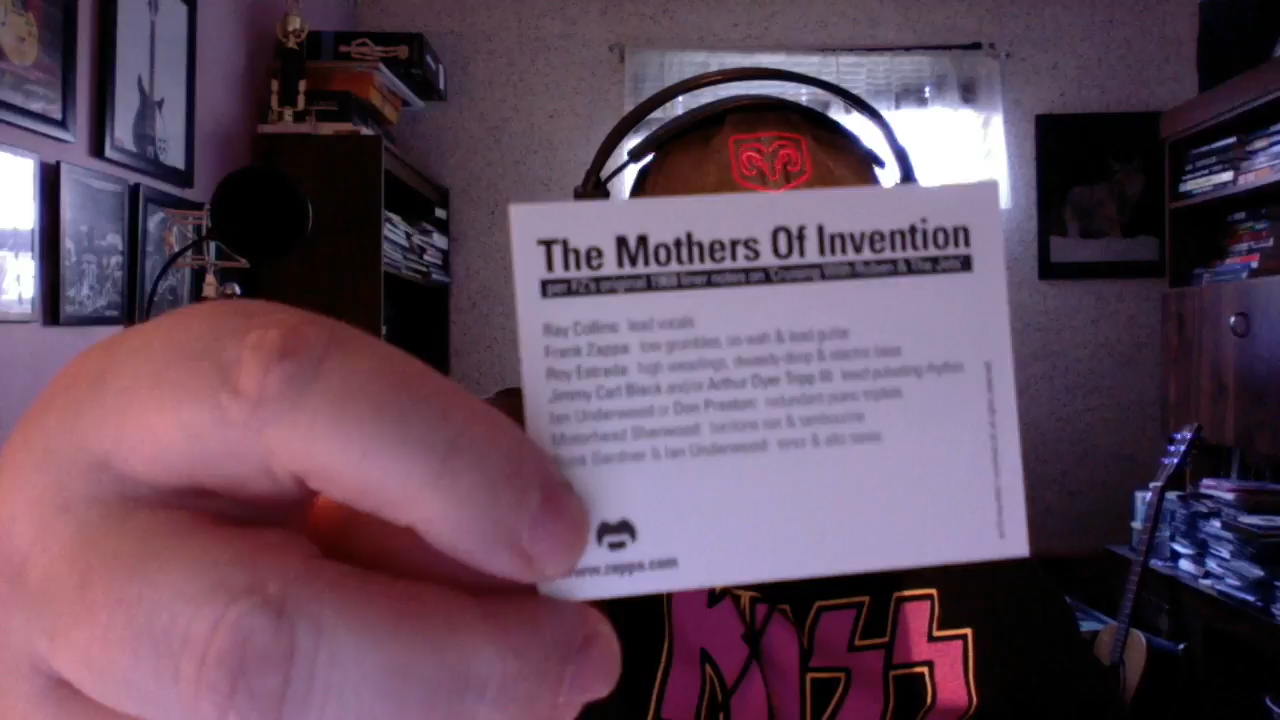 The Mothers Of Invention
per FZ's original 1968 liner notes on 'Cruising With Ruben & The Jets'
Ray Collins lead vocals
Frank Zappa low grumbles, oo-wah & lead guitar
Roy Estrada high weazlings, dwaedy-doop & electric bass
Jimmy Carl Black and/or Arthur Dyer Tripp III lewd pulsating rhythm
Ian Underwood or Don Preston redundant piano triplets
Motorhead Sherwood baritone sax & tambourine
Gardner & Ian Underwood tenor & alto saxes
www.zappa.com
KISS